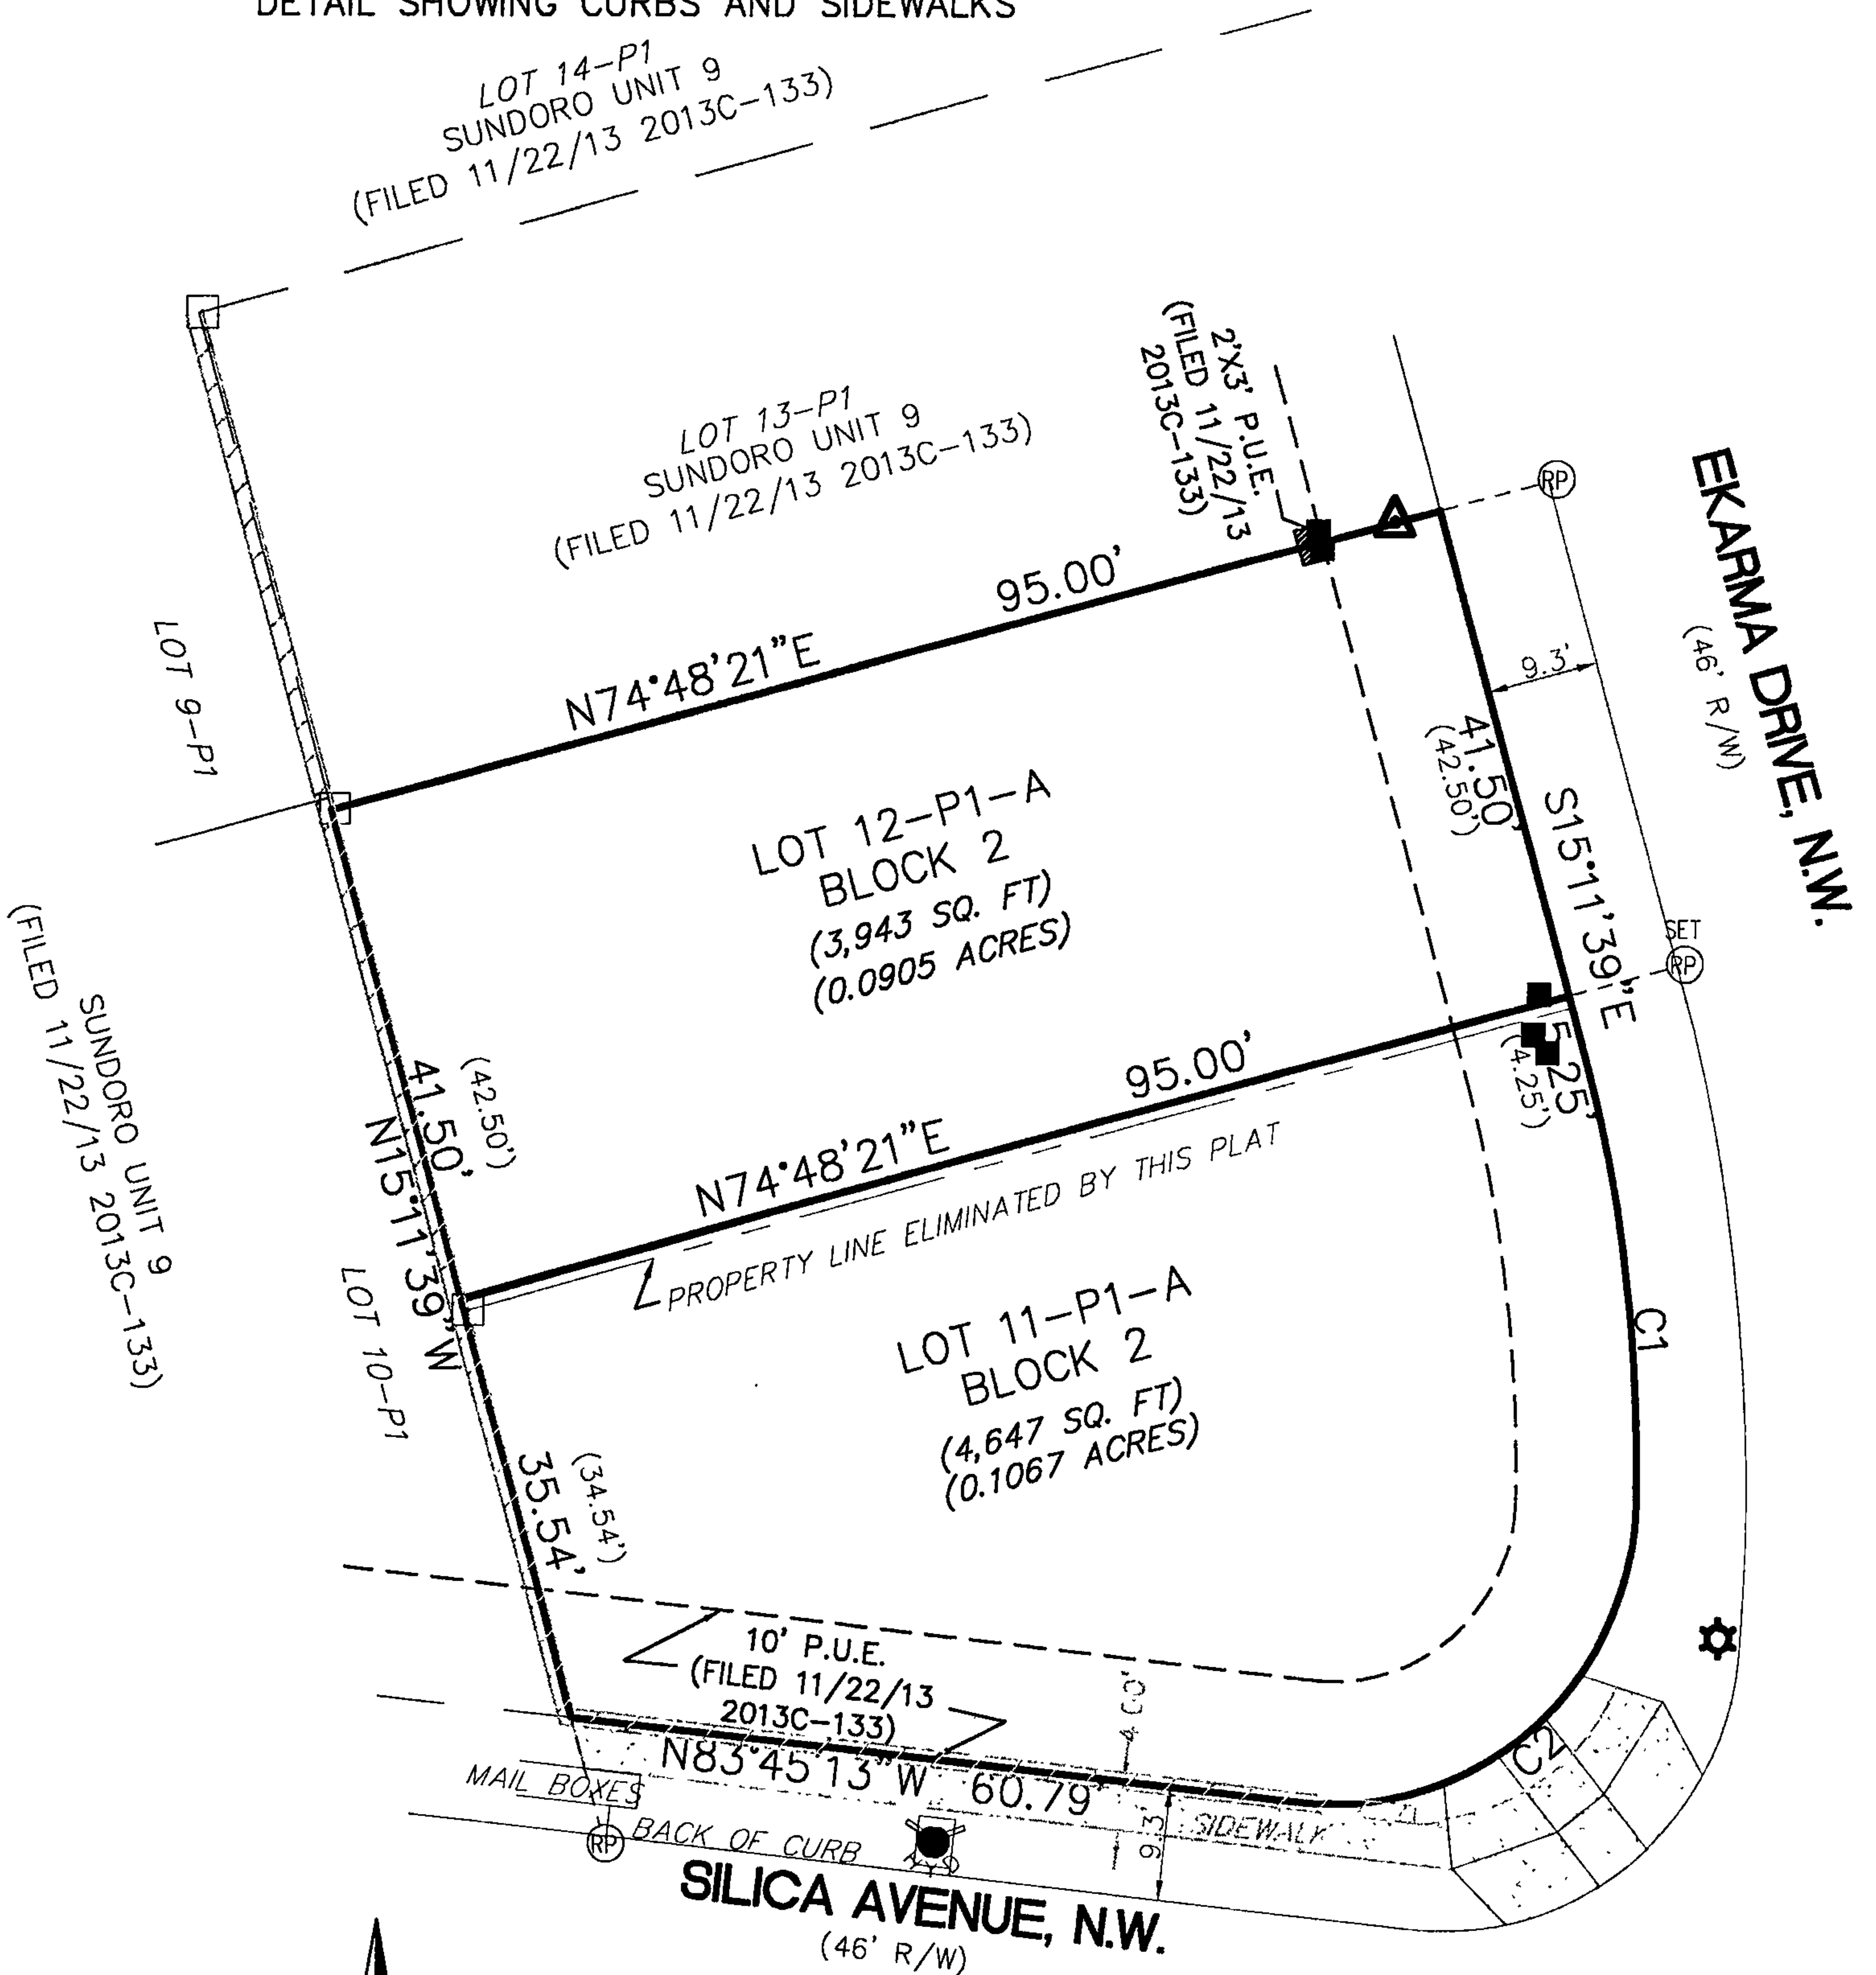 DETAIL SHOWING CURBS AND SIDEWALKS
LOT 14-P1
SUNDORO UNIT 9
(FILED 11/22/13 2013C-133)
2'X3' P.U.E.
(FILED 11/22/13
2013C-133)
LOT 13-P1
SUNDORO UNIT 9
(FILED 11/22/13 2013C-133)
RP
EKARMA DRIVE, N.W.
(46' R/W)
95.00'
N74°48'21"E
9.3'
LOT 9-P1
41.50'
(42.50')
S15°11'39"E
LOT 12-P1-A
BLOCK 2
(3,943 SQ. FT)
(0.0905 ACRES)
SET
RP
SUNDORO UNIT 9
(FILED 11/22/13 2013C-133)
41.50'
(42.50')
N15°11'39"W
95.00'
N74°48'21"E
5.25'
(4.25')
PROPERTY LINE ELIMINATED BY THIS PLAT
LOT 10-P1
LOT 11-P1-A
BLOCK 2
(4,647 SQ. FT)
(0.1067 ACRES)
C1
35.54'
(34.54')
10' P.U.E.
(FILED 11/22/13
2013C-133)
4.00'
N83°45'13"W 60.79'
C2
MAIL BOXES
SIDEWALK
9.3'
RP
BACK OF CURB
SILICA AVENUE, N.W.
(46' R/W)